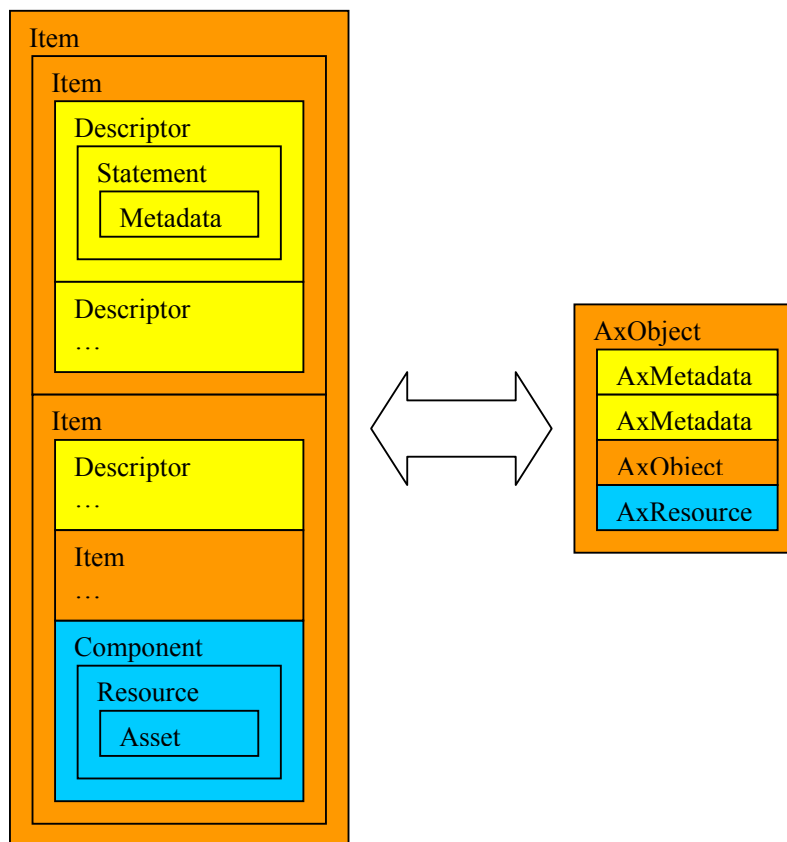 Item
Item
Descriptor
Statement
Metadata
Descriptor
…
Item
Descriptor
…
Item
…
Component
Resource
Asset
AxObject
AxMetadata
AxMetadata
AxObject
AxResource